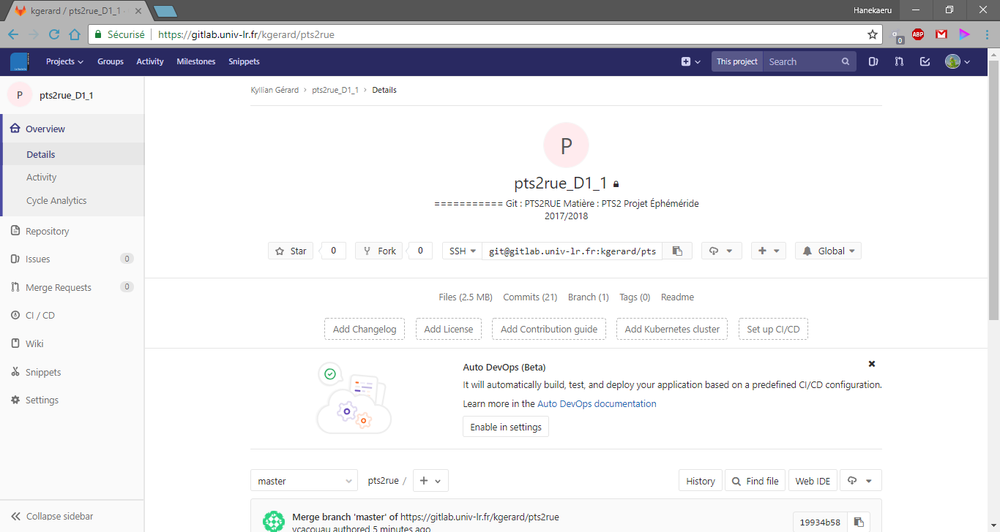 kgerard / pts2rue_D1_1
Hanekaeru
Sécurisé
https://gitlab.univ-lr.fr/kgerard/pts2rue
0
ABP
Projects Groups Activity Milestones Snippets
This project Search
P
pts2rue_D1_1
Overview
Details
Activity
Cycle Analytics
Repository
Issues 0
Merge Requests 0
CI / CD
Wiki
Snippets
Settings
Collapse sidebar
Kyllian Gérard > pts2rue_D1_1 > Details
P
pts2rue_D1_1
=========== Git : PTS2RUE Matière : PTS2 Projet Éphéméride
2017/2018
Star 0 Fork 0 SSH git@gitlab.univ-lr.fr:kgerard/pts Global
Files (2.5 MB) Commits (21) Branch (1) Tags (0) Readme
Add Changelog Add License Add Contribution guide Add Kubernetes cluster Set up CI/CD
Auto DevOps (Beta)
It will automatically build, test, and deploy your application based on a predefined CI/CD configuration.
Learn more in the Auto DevOps documentation
Enable in settings
master pts2rue / History Find file Web IDE
Merge branch 'master' of https://gitlab.univ-lr.fr/kgerard/pts2rue
19934b58
vcacouau authored 5 minutes ago